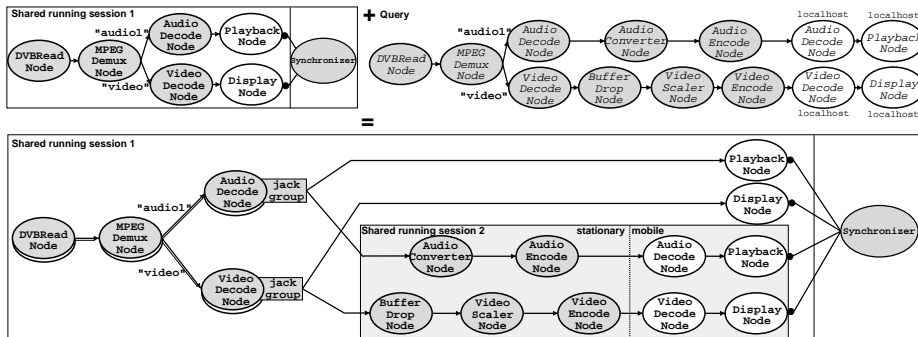 Shared running session 1
DVBRead
Node
MPEG
Demux
Node
"audio1"
"video"
Audio
Decode
Node
Video
Decode
Node
Playback
Node
Display
Node
Synchronizer
+ Query
DVBRead
Node
MPEG
Demux
Node
"audio1"
"video"
Audio
Decode
Node
Audio
Converter
Node
Audio
Encode
Node
localhost
Audio
Decode
Node
localhost
Playback
Node
Video
Decode
Node
Buffer
Drop
Node
Video
Scaler
Node
Video
Encode
Node
Video
Decode
Node
localhost
Display
Node
localhost
=
Shared running session 1
DVBRead
Node
MPEG
Demux
Node
"audio1"
"video"
Audio
Decode
Node
jack
group
Video
Decode
Node
jack
group
Playback
Node
Display
Node
Synchronizer
Shared running session 2
stationary
mobile
Audio
Converter
Node
Audio
Encode
Node
Audio
Decode
Node
Playback
Node
Buffer
Drop
Node
Video
Scaler
Node
Video
Encode
Node
Video
Decode
Node
Display
Node